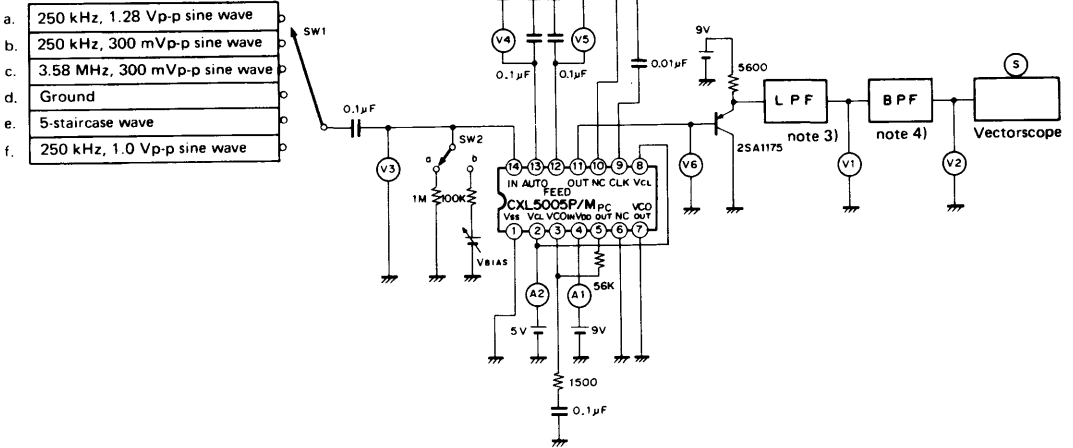 a. 250 kHz, 1.28 Vp-p sine wave
b. 250 kHz, 300 mVp-p sine wave
c. 3.58 MHz, 300 mVp-p sine wave
d. Ground
e. 5-staircase wave
f. 250 kHz, 1.0 Vp-p sine wave
SW1
0.1μF
V3
SW2
a b
1M 100K
VBIAS
V4 V5
0.1μF 0.1μF 0.01μF
9V
5600
2SA1175
V6
LPF
note 3)
V1
BPF
note 4)
V2
S
Vectorscope
14 13 12 11 10 9 8
IN AUTO OUT NC CLK VCL
FEED
CXL5005P/M PC VCO
VSS VCL VCOIN VDD OUT NC OUT
1 2 3 4 5 6 7
56K
A2 A1
5V 9V
1500
0.1μF